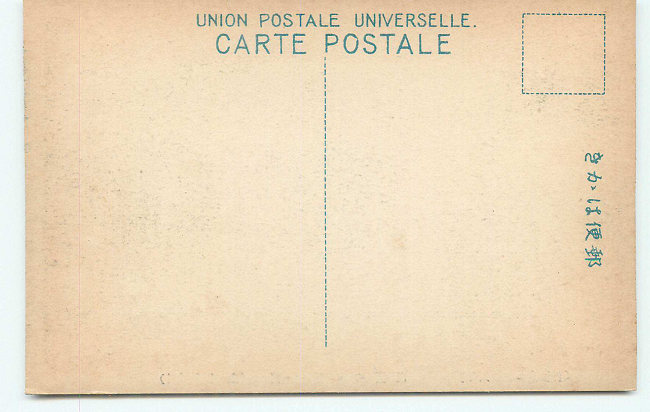 UNION POSTALE UNIVERSELLE.
CARTE POSTALE
きかは便郵